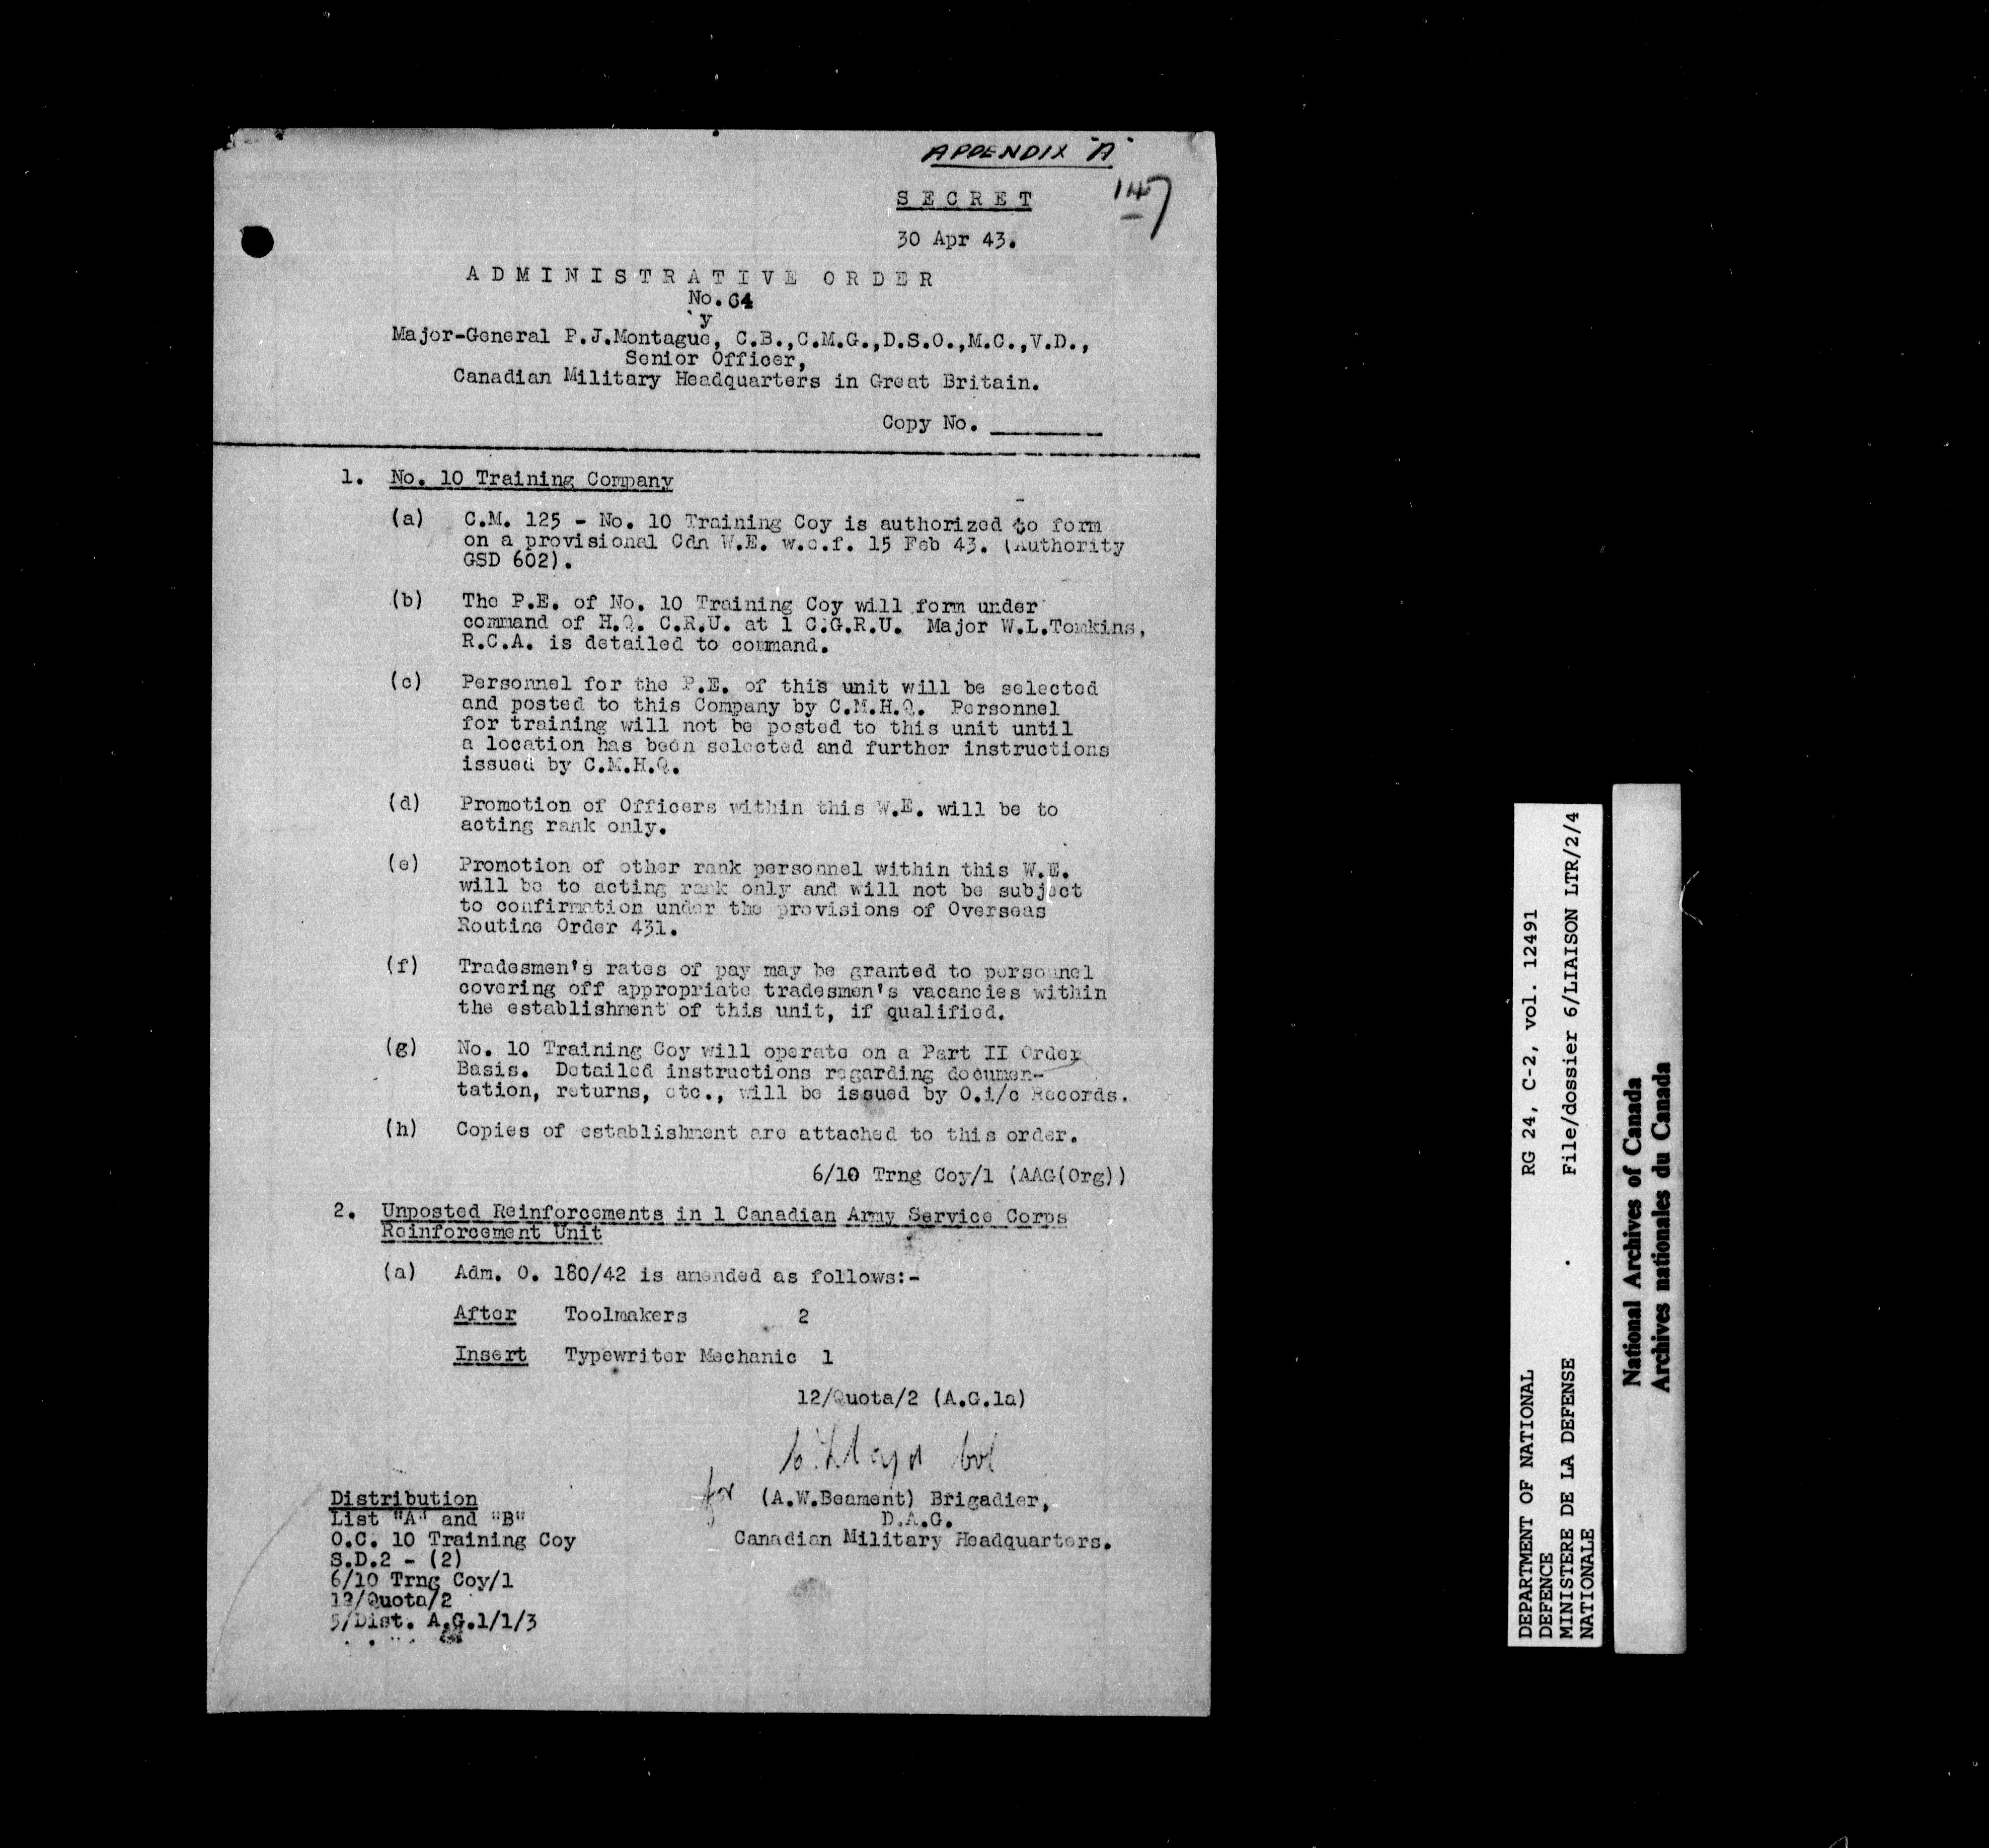 APPENDIX "A"
147
SECRET
30 Apr 43.
ADMINISTRATIVE ORDER
No. 64
y
Major-General P.J.Montague, C.B.,C.M.G.,D.S.O.,M.C.,V.D.,
Senior Officer,
Canadian Military Headquarters in Great Britain.
Copy No. ________
1. No. 10 Training Company
(a) C.M. 125 - No. 10 Training Coy is authorized to form
on a provisional Cdn W.E. w.e.f. 15 Feb 43. (Authority
GSD 602).
(b) The P.E. of No. 10 Training Coy will form under
command of H.Q. C.R.U. at 1 C.G.R.U. Major W.L.Tomkins,
R.C.A. is detailed to command.
(c) Personnel for the P.E. of this unit will be selected
and posted to this Company by C.M.H.Q. Personnel
for training will not be posted to this unit until
a location has been selected and further instructions
issued by C.M.H.Q.
(d) Promotion of Officers within this W.E. will be to
acting rank only.
(e) Promotion of other rank personnel within this W.E.
will be to acting rank only and will not be subject
to confirmation under the provisions of Overseas
Routine Order 431.
(f) Tradesmen's rates of pay may be granted to personnel
covering off appropriate tradesmen's vacancies within
the establishment of this unit, if qualified.
(g) No. 10 Training Coy will operate on a Part II Order
Basis. Detailed instructions regarding documen-
tation, returns, etc., will be issued by O.i/c Records.
(h) Copies of establishment are attached to this order.
6/10 Trng Coy/1 (AAG(Org))
2. Unposted Reinforcements in 1 Canadian Army Service Corps
Reinforcement Unit
(a) Adm. O. 180/42 is amended as follows:-
After Toolmakers 2
Insert Typewriter Mechanic 1
12/Quota/2 (A.G.1a)
for (A.W.Beament) Brigadier,
D.A.G.
Canadian Military Headquarters.
Distribution
List "A" and "B"
O.C. 10 Training Coy
S.D.2 - (2)
6/10 Trng Coy/1
12/Quota/2
5/Dist. A.G.1/1/3
DEPARTMENT OF NATIONAL RG 24, C-2, vol. 12491
DEFENCE
MINISTERE DE LA DEFENSE File/dossier 6/LIAISON LTR/2/4
NATIONALE
National Archives of Canada
Archives nationales du Canada